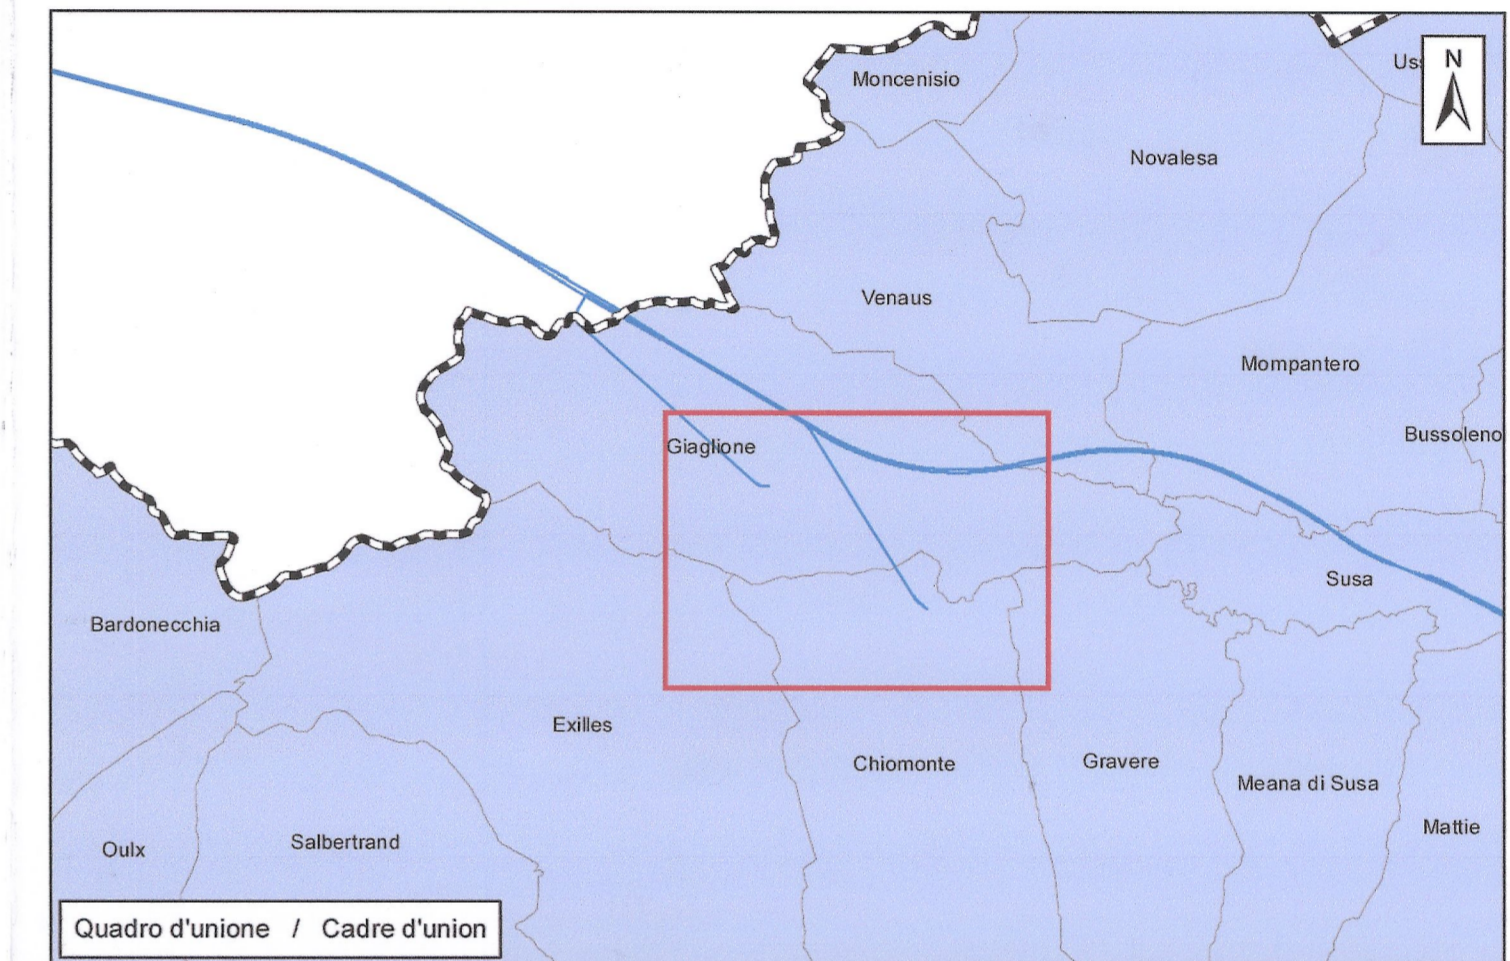 Moncenisio
N
Novalesa
Venaus
Mompantero
Giaglione
Bussoleno
Susa
Bardonecchia
Exilles
Chiomonte
Gravere
Meana di Susa
Mattie
Salbertrand
Oulx
Quadro d'unione / Cadre d'union